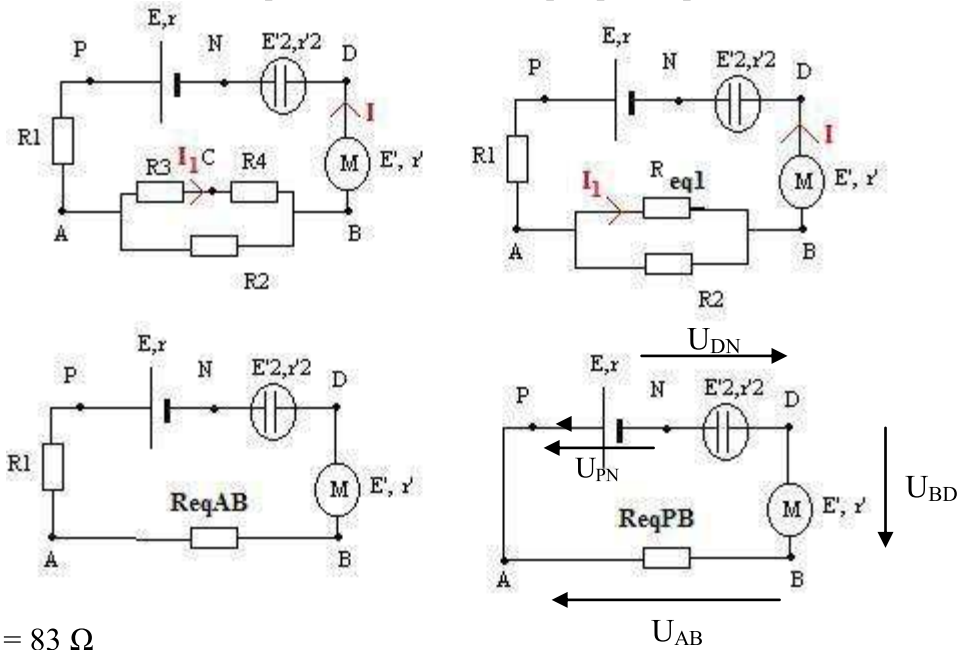 E,r
P
N
E'2,r'2
D
I
R1
M
E', r'
R3
I1
C
R4
A
B
R2
E,r
P
N
E'2,r'2
D
I
R1
M
E', r'
I1
R eq1
A
B
R2
E,r
P
N
E'2,r'2
D
R1
M
E', r'
ReqAB
A
B
UDN
E,r
P
N
E'2,r'2
D
UPN
UBD
M
E', r'
ReqPB
A
B
UAB
= 83 Ω